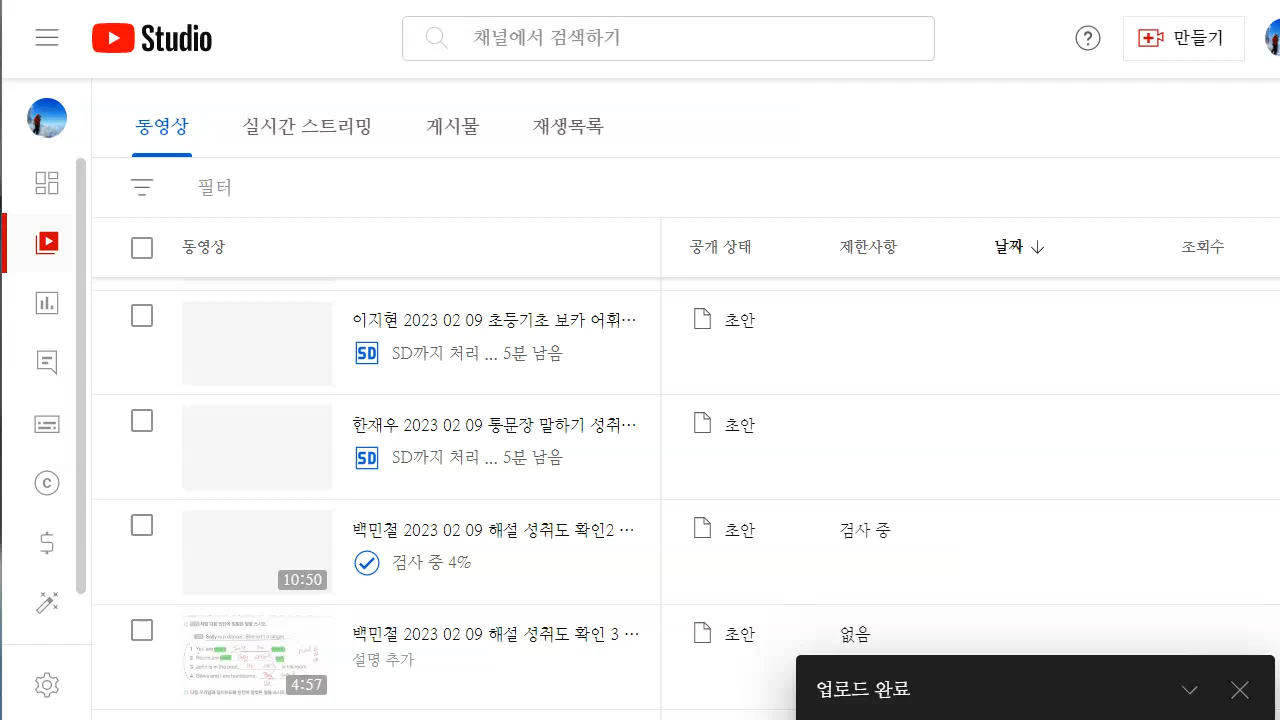 Studio
채널에서 검색하기
만들기
동영상 실시간 스트리밍 게시물 재생목록
필터
동영상 공개 상태 제한사항 날짜 조회수
이지현 2023 02 09 초등기초 보카 어휘…
초안
SD SD까지 처리 ... 5분 남음
한재우 2023 02 09 통문장 말하기 성취…
초안
SD SD까지 처리 ... 5분 남음
백민철 2023 02 09 해설 성취도 확인2 …
초안 검사 중
검사 중 4%
10:50
백민철 2023 02 09 해설 성취도 확인 3 …
초안 없음
설명 추가
4:57
업로드 완료